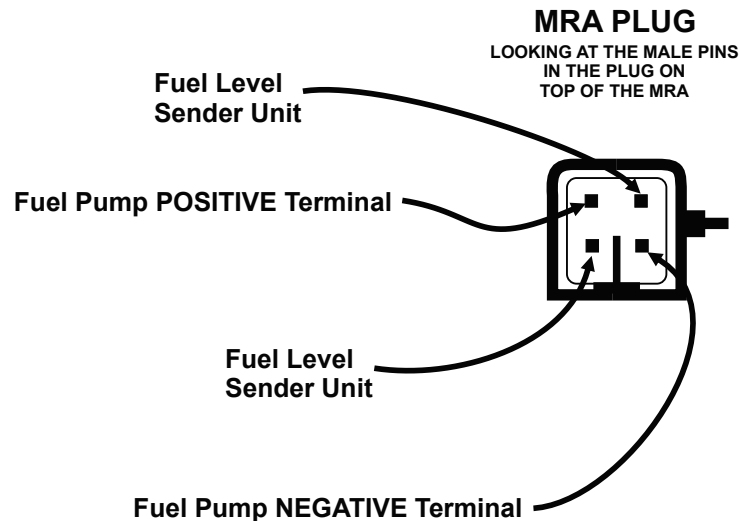 MRA PLUG
LOOKING AT THE MALE PINS
IN THE PLUG ON
TOP OF THE MRA
Fuel Level
Sender Unit
Fuel Pump POSITIVE Terminal
Fuel Level
Sender Unit
Fuel Pump NEGATIVE Terminal